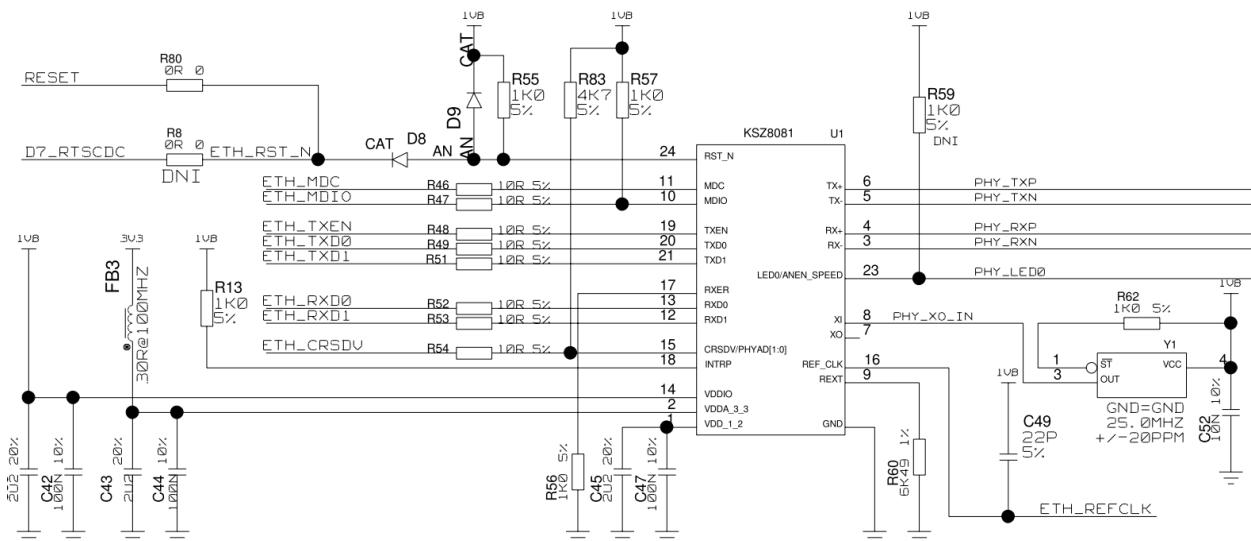 1V8
1V8
1V8
CAT
R80
0R 0
RESET
R55
1K0
5%
R83
4K7
5%
R57
1K0
5%
R59
1K0
5%
DNI
D9
KSZ8081
U1
R8
0R 0
D7_RTSCDC
ETH_RST_N
DNI
CAT
D8
AN
AN
24
RST_N
ETH_MDC
R46
10R 5%
11
MDC
TX+
6
PHY_TXP
ETH_MDIO
R47
10R 5%
10
MDIO
TX-
5
PHY_TXN
ETH_TXEN
R48
10R 5%
19
TXEN
RX+
4
PHY_RXP
ETH_TXD0
R49
10R 5%
20
TXD0
RX-
3
PHY_RXN
ETH_TXD1
R51
10R 5%
21
TXD1
1V8
3V3
1V8
FB3
30R@100MHZ
R13
1K0
5%
LED0/ANEN_SPEED
23
PHY_LED0
17
RXER
ETH_RXD0
R52
10R 5%
13
RXD0
ETH_RXD1
R53
10R 5%
12
RXD1
XI
8
PHY_XO_IN
XO
7
ETH_CRSDV
R54
10R 5%
15
CRSDV/PHYAD[1:0]
18
INTRP
REF_CLK
16
REXT
9
14
VDDIO
2
VDDA_3_3
1
VDD_1_2
GND
1V8
R62
1K0 5%
Y1
1
ST
VCC
4
3
OUT
GND=GND
25.0MHZ
+/-20PPM
C52
10N 10%
1V8
C49
22P
5%
2U2 20%
C42
100N 10%
C43
2U2 20%
C44
100N 10%
R56
1K0 5%
C45
2U2 20%
C47
100N 10%
R60
6K49 1%
ETH_REFCLK